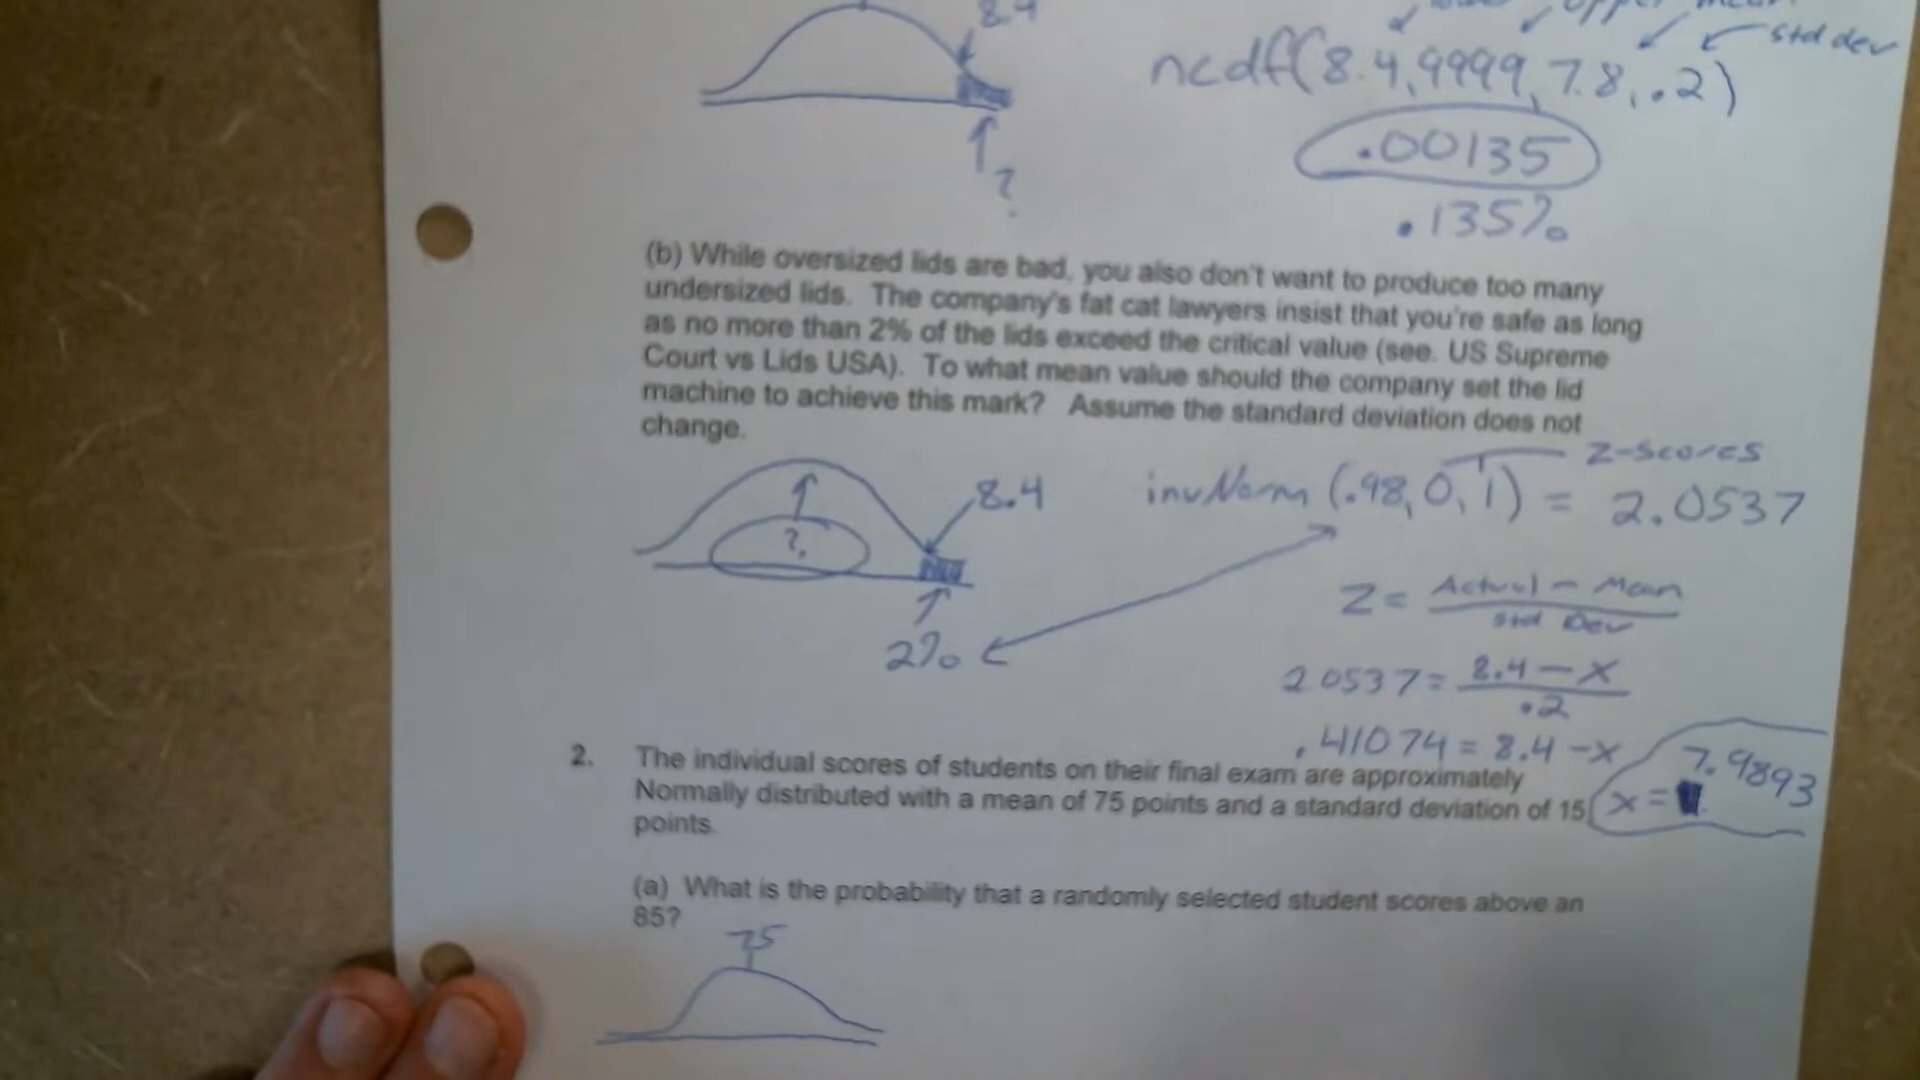 8.4
upper mean
std dev
ncdf(8.4,9999,7.8,.2)
.00135
?
.135%
(b) While oversized lids are bad, you also don't want to produce too many
undersized lids. The company's fat cat lawyers insist that you're safe as long
as no more than 2% of the lids exceed the critical value (see. US Supreme
Court vs Lids USA). To what mean value should the company set the lid
machine to achieve this mark? Assume the standard deviation does not
change.
z-scores
8.4
invNorm (.98,0,1) = 2.0537
?
Z = Actual - Mean
std Dev
2%
2.0537 = 8.4 - x
.2
.41074 = 8.4 - x
7.9893
x =
2. The individual scores of students on their final exam are approximately
Normally distributed with a mean of 75 points and a standard deviation of 15
points.
(a) What is the probability that a randomly selected student scores above an
85?
75